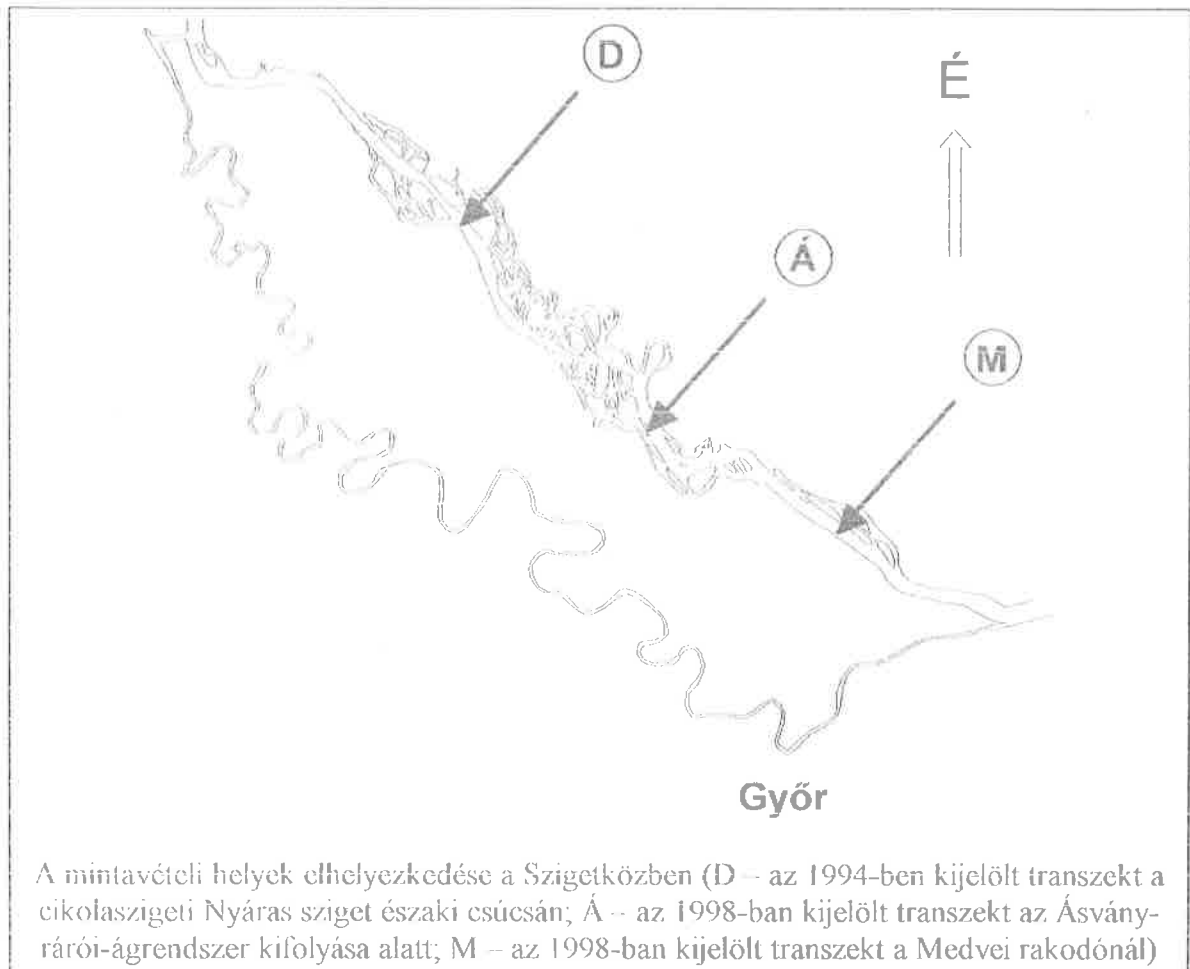 D
É
Á
M
Győr
A mintavételi helyek elhelyezkedése a Szigetközben (D – az 1994-ben kijelölt transzekt a
cikolaszigeti Nyáras sziget északi csúcsán; Á – az 1998-ban kijelölt transzekt az Ásvány-
rárói-ágrendszer kifolyása alatt; M – az 1998-ban kijelölt transzekt a Medvei rakodónál)